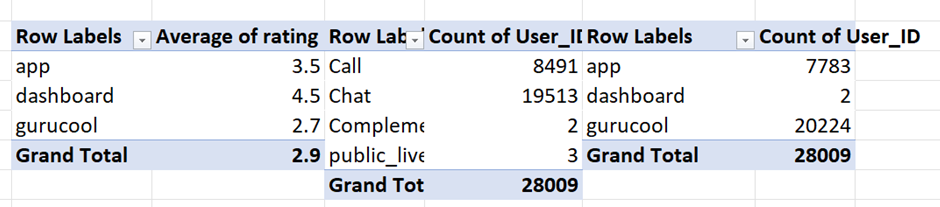 Row Labels Average of rating Row Lab Count of User_ID Row Labels Count of User_ID
app 3.5 Call 8491 app 7783
dashboard 4.5 Chat 19513 dashboard 2
gurucool 2.7 Compleme 2 gurucool 20224
Grand Total 2.9 public_live 3 Grand Total 28009
Grand Tot 28009